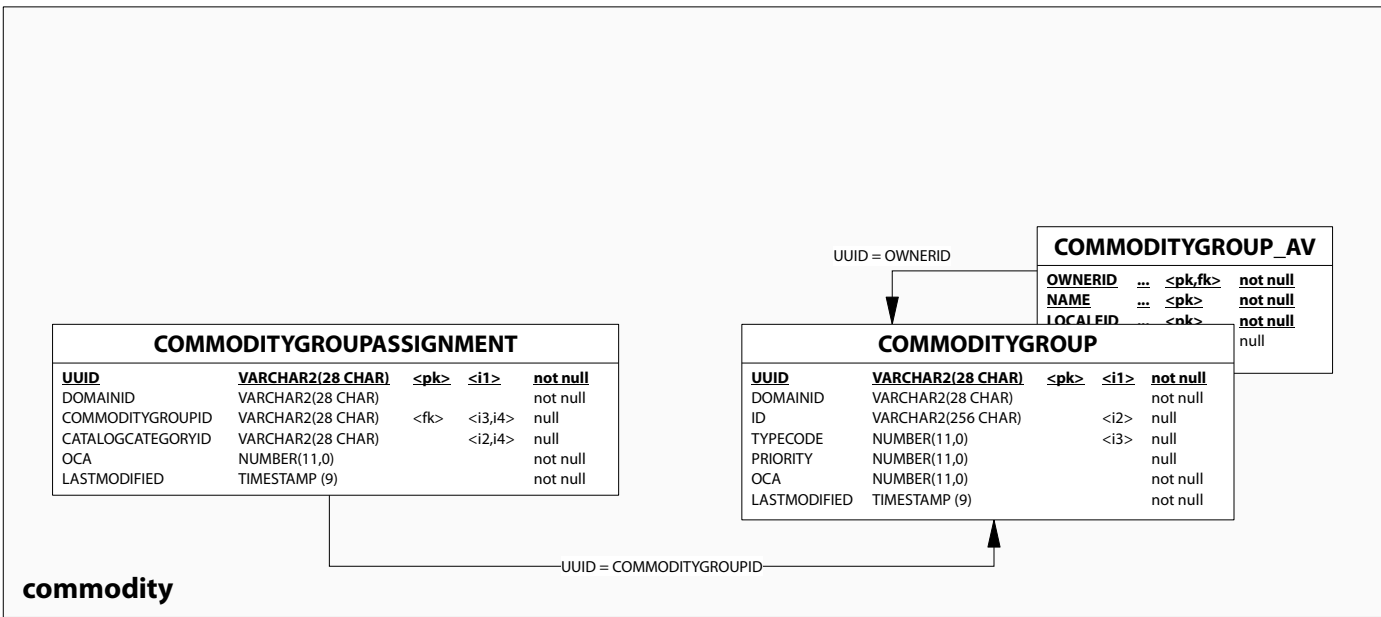 UUID = OWNERID
COMMODITYGROUP_AV
OWNERID ... <pk,fk> not null
NAME ... <pk> not null
LOCALEID ... <pk> not null
null
COMMODITYGROUPASSIGNMENT
UUID VARCHAR2(28 CHAR) <pk> <i1> not null
DOMAINID VARCHAR2(28 CHAR) not null
COMMODITYGROUPID VARCHAR2(28 CHAR) <fk> <i3,i4> null
CATALOGCATEGORYID VARCHAR2(28 CHAR) <i2,i4> null
OCA NUMBER(11,0) not null
LASTMODIFIED TIMESTAMP (9) not null
COMMODITYGROUP
UUID VARCHAR2(28 CHAR) <pk> <i1> not null
DOMAINID VARCHAR2(28 CHAR) not null
ID VARCHAR2(256 CHAR) <i2> null
TYPECODE NUMBER(11,0) <i3> null
PRIORITY NUMBER(11,0) null
OCA NUMBER(11,0) not null
LASTMODIFIED TIMESTAMP (9) not null
UUID = COMMODITYGROUPID
commodity